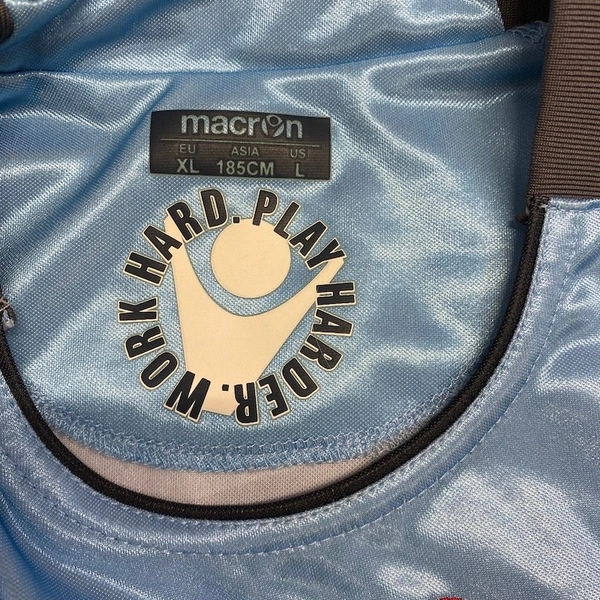 macron
EU ASIA US
XL 185CM L
WORK HARD. PLAY HARDER.